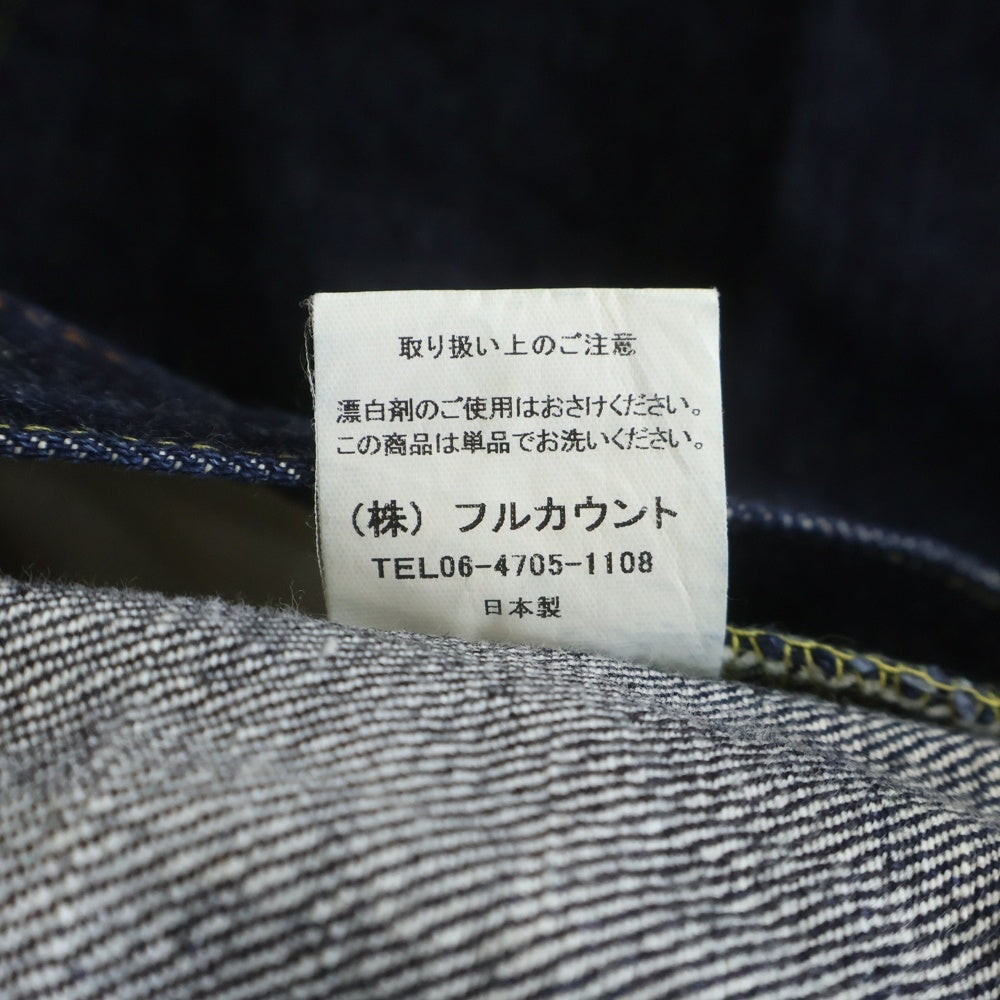 取り扱い上のご注意
漂白剤のご使用はおさけください。
この商品は単品でお洗いください。
(株) フルカウント
TEL06-4705-1108
日本製